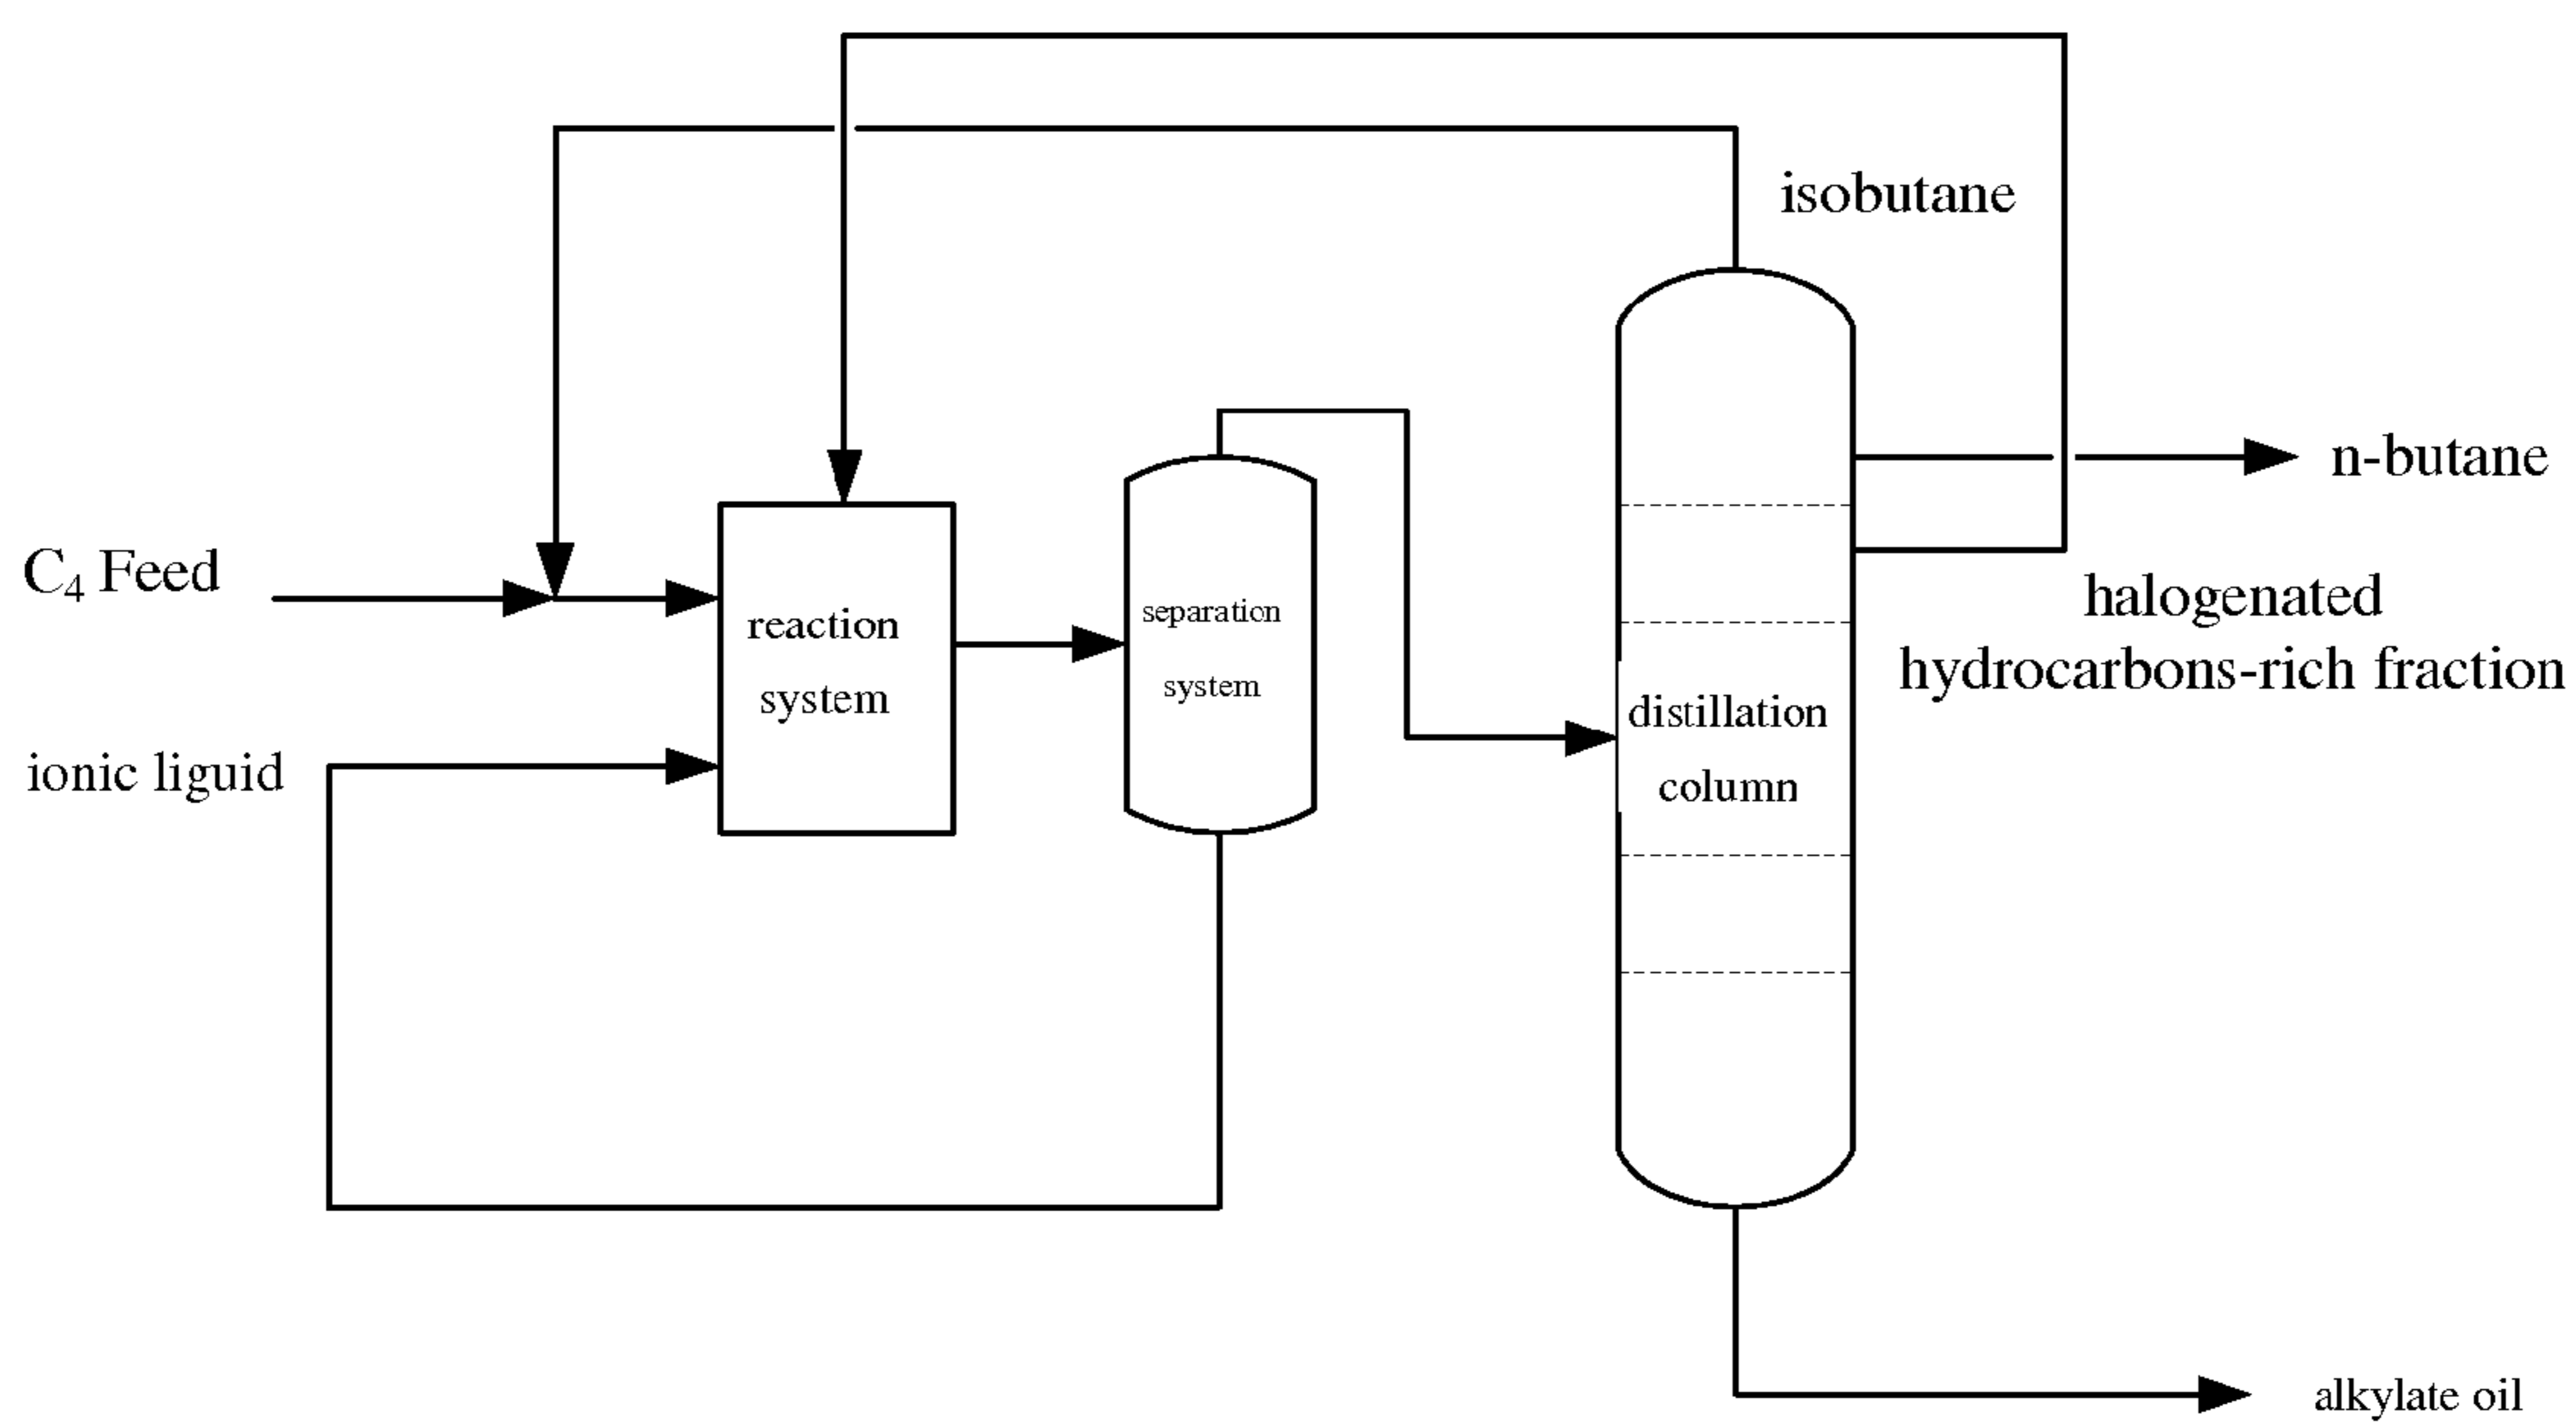 isobutane
n-butane
C₄ Feed
halogenated
hydrocarbons-rich fraction
reaction
system
separation
system
distillation
column
ionic liguid
alkylate oil